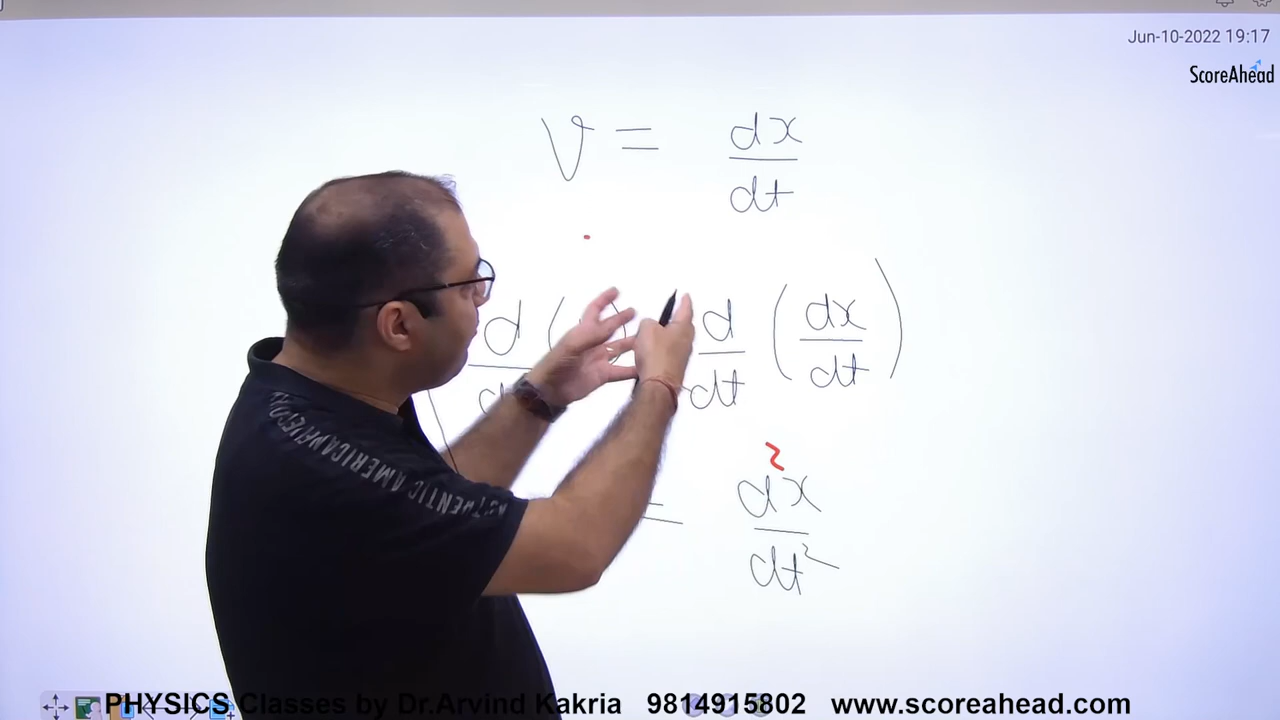 Jun-10-2022 19:17
ScoreAhead
V = dx/dt
d ( ) d/dt (dx/dt)
= d²x/dt²
AUTHENTIC AMERICAN
PHYSICS Classes by Dr.Arvind Kakria 9814915802 www.scoreahead.com